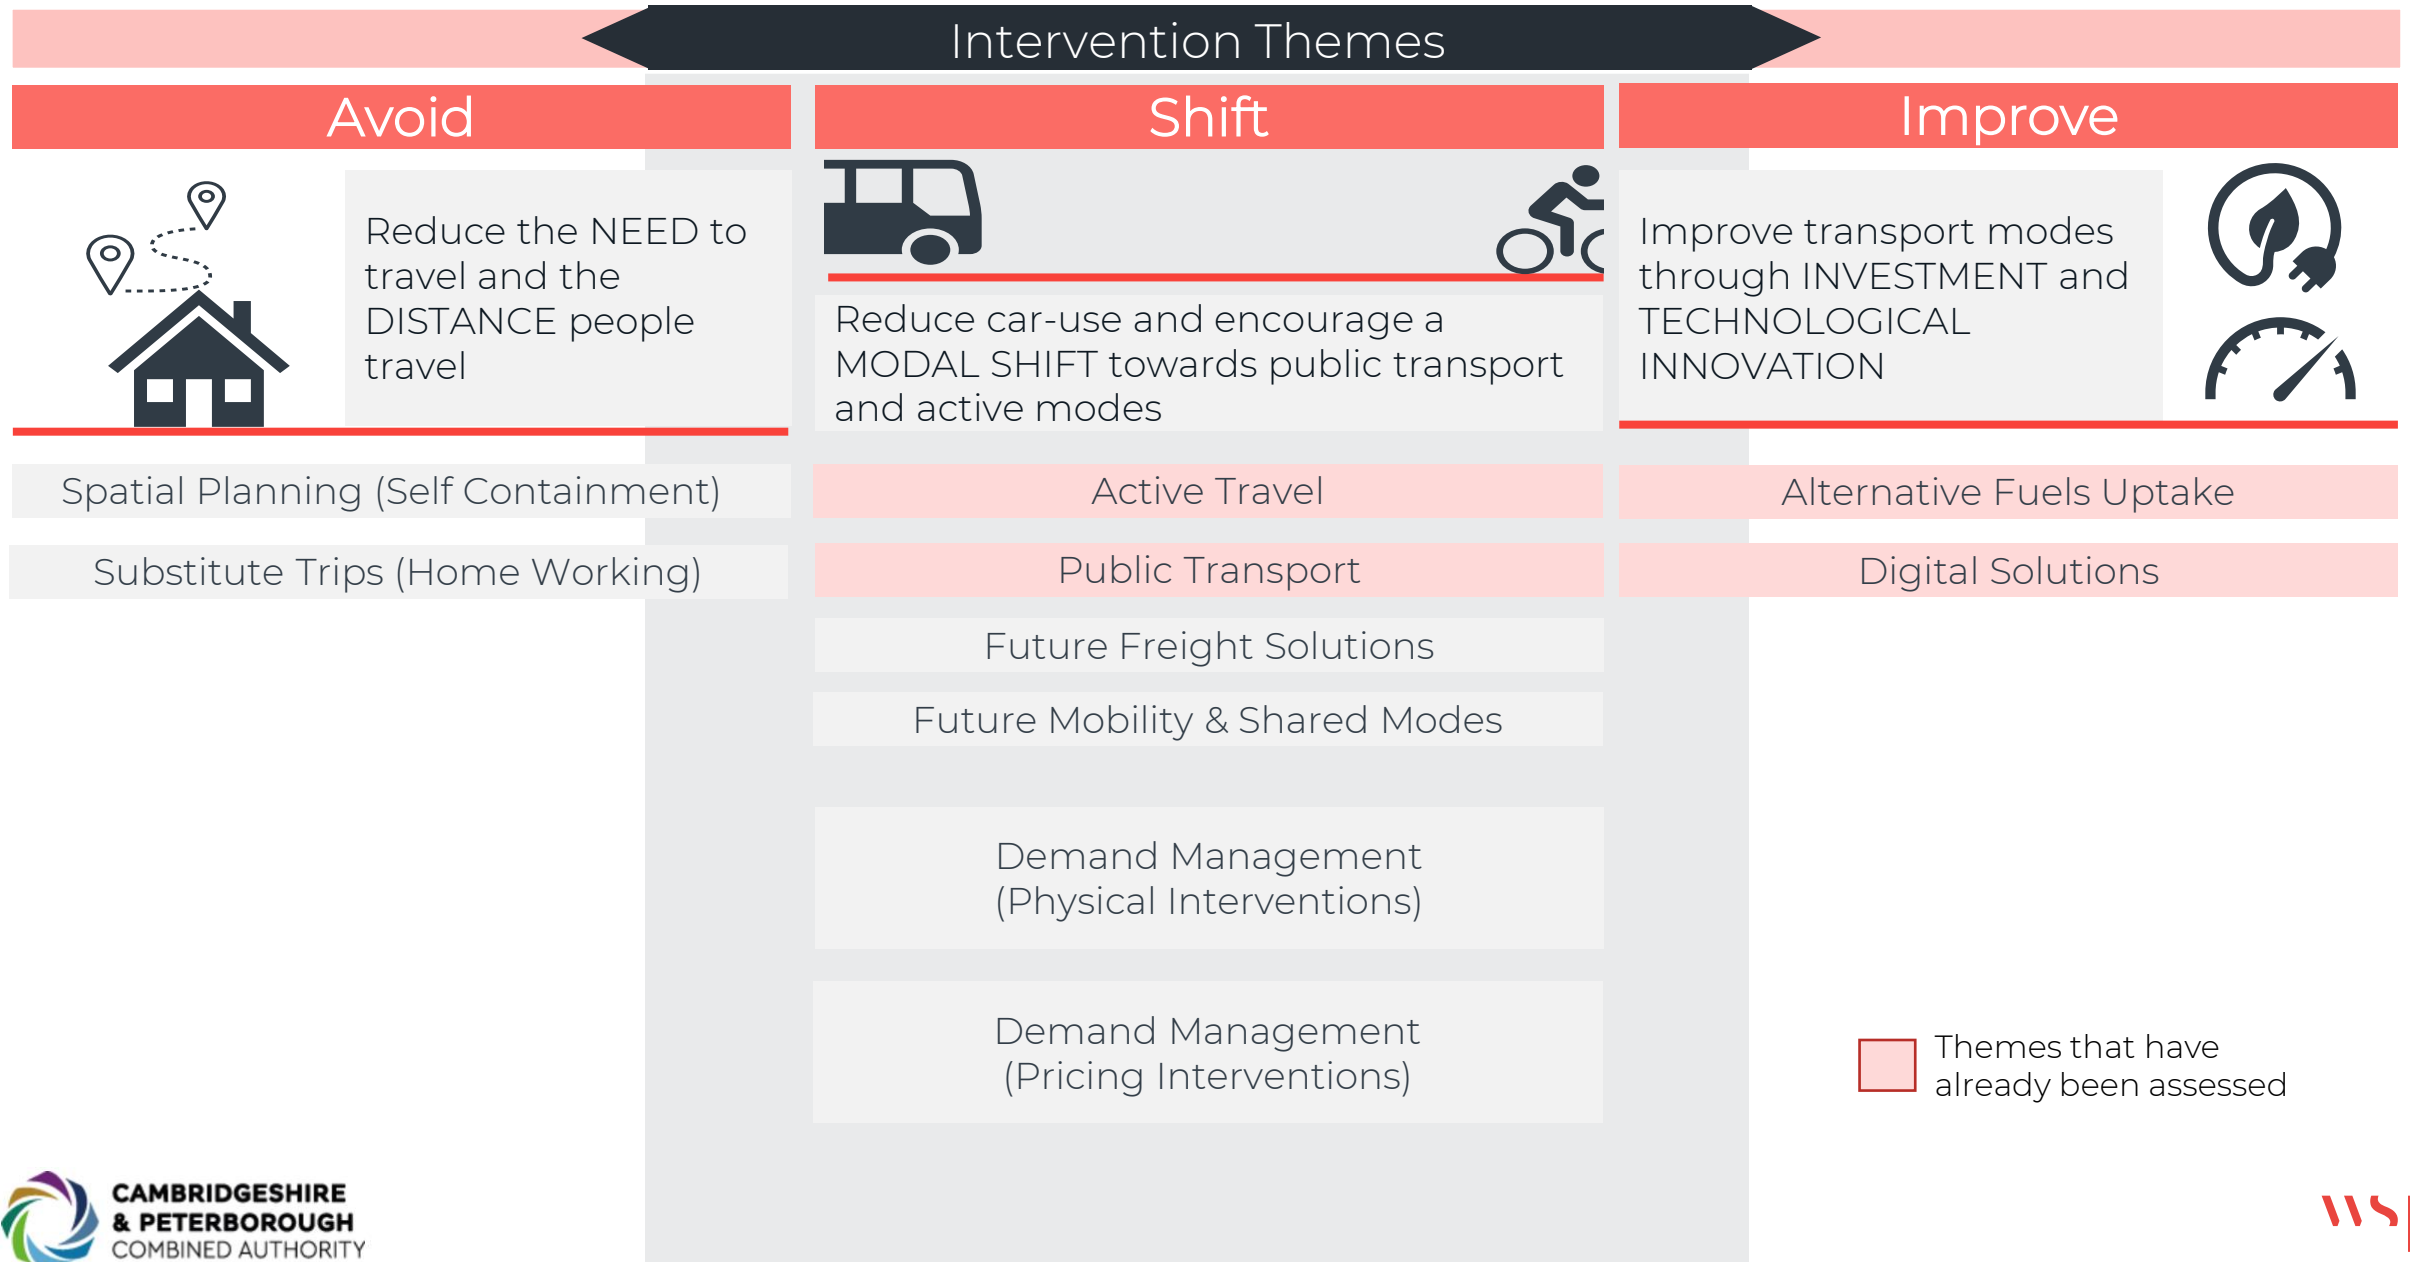 Intervention Themes
Avoid
Reduce the NEED to
travel and the
DISTANCE people
travel
Spatial Planning (Self Containment)
Substitute Trips (Home Working)
Shift
Reduce car-use and encourage a
MODAL SHIFT towards public transport
and active modes
Active Travel
Public Transport
Future Freight Solutions
Future Mobility & Shared Modes
Demand Management
(Physical Interventions)
Demand Management
(Pricing Interventions)
Improve
Improve transport modes
through INVESTMENT and
TECHNOLOGICAL
INNOVATION
Alternative Fuels Uptake
Digital Solutions
Themes that have
already been assessed
CAMBRIDGESHIRE
& PETERBOROUGH
COMBINED AUTHORITY